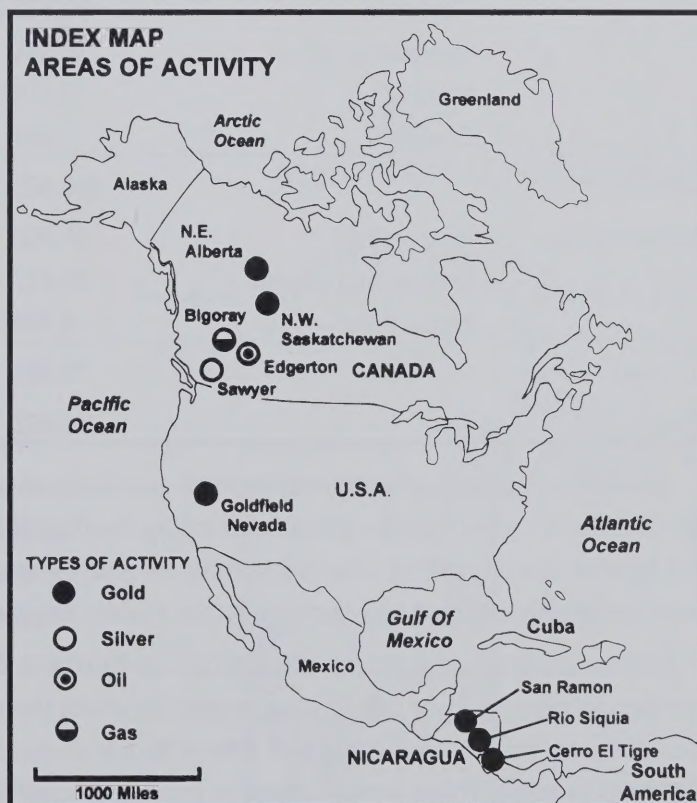 INDEX MAP
AREAS OF ACTIVITY
Greenland
Arctic
Ocean
Alaska
N.E.
Alberta
Bigoray
N.W.
Saskatchewan
Edgerton
CANADA
Sawyer
Pacific
Ocean
U.S.A.
Goldfield
Nevada
Atlantic
Ocean
TYPES OF ACTIVITY
Gold
Silver
Oil
Gas
Gulf Of
Mexico
Cuba
Mexico
San Ramon
Rio Siquia
NICARAGUA
Cerro El Tigre
South
America
1000 Miles